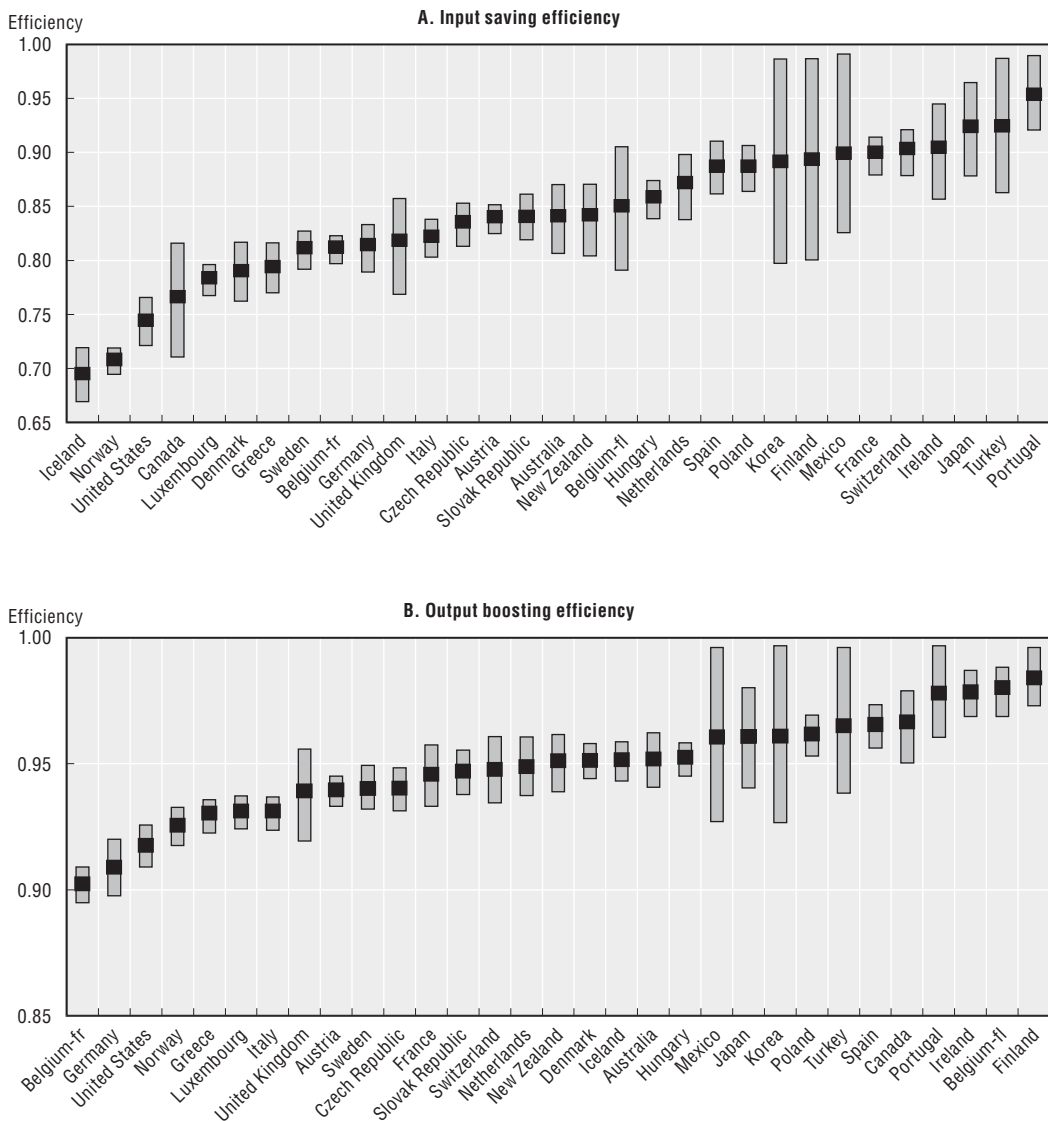 A. Input saving efficiency
Efficiency
1.00
0.95
0.90
0.85
0.80
0.75
0.70
0.65
Iceland
Norway
United States
Canada
Luxembourg
Denmark
Greece
Sweden
Belgium-fr
Germany
United Kingdom
Italy
Czech Republic
Austria
Slovak Republic
Australia
New Zealand
Belgium-fl
Hungary
Netherlands
Spain
Poland
Korea
Finland
Mexico
France
Switzerland
Ireland
Japan
Turkey
Portugal
B. Output boosting efficiency
Efficiency
1.00
0.95
0.90
0.85
Belgium-fr
Germany
United States
Norway
Greece
Luxembourg
Italy
United Kingdom
Austria
Sweden
Czech Republic
France
Slovak Republic
Switzerland
Netherlands
New Zealand
Denmark
Iceland
Australia
Hungary
Mexico
Japan
Korea
Poland
Turkey
Spain
Canada
Portugal
Ireland
Belgium-fl
Finland